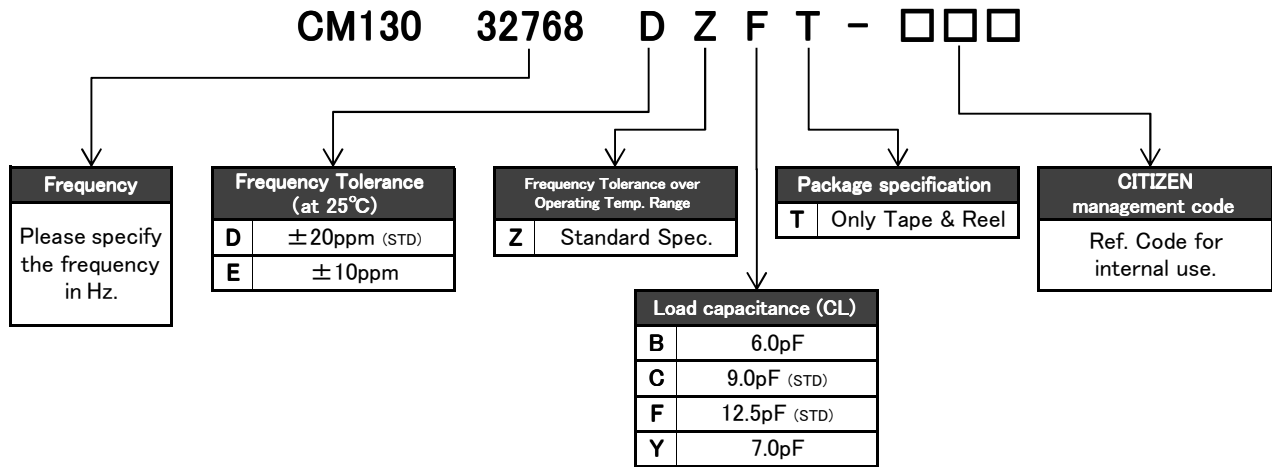 CM130 32768 D Z F T - □□□
Frequency
Please specify
the frequency
in Hz.
Frequency Tolerance
(at 25℃)
D ±20ppm (STD)
E ±10ppm
Frequency Tolerance over
Operating Temp. Range
Z Standard Spec.
Package specification
T Only Tape & Reel
CITIZEN
management code
Ref. Code for
internal use.
Load capacitance (CL)
B 6.0pF
C 9.0pF (STD)
F 12.5pF (STD)
Y 7.0pF